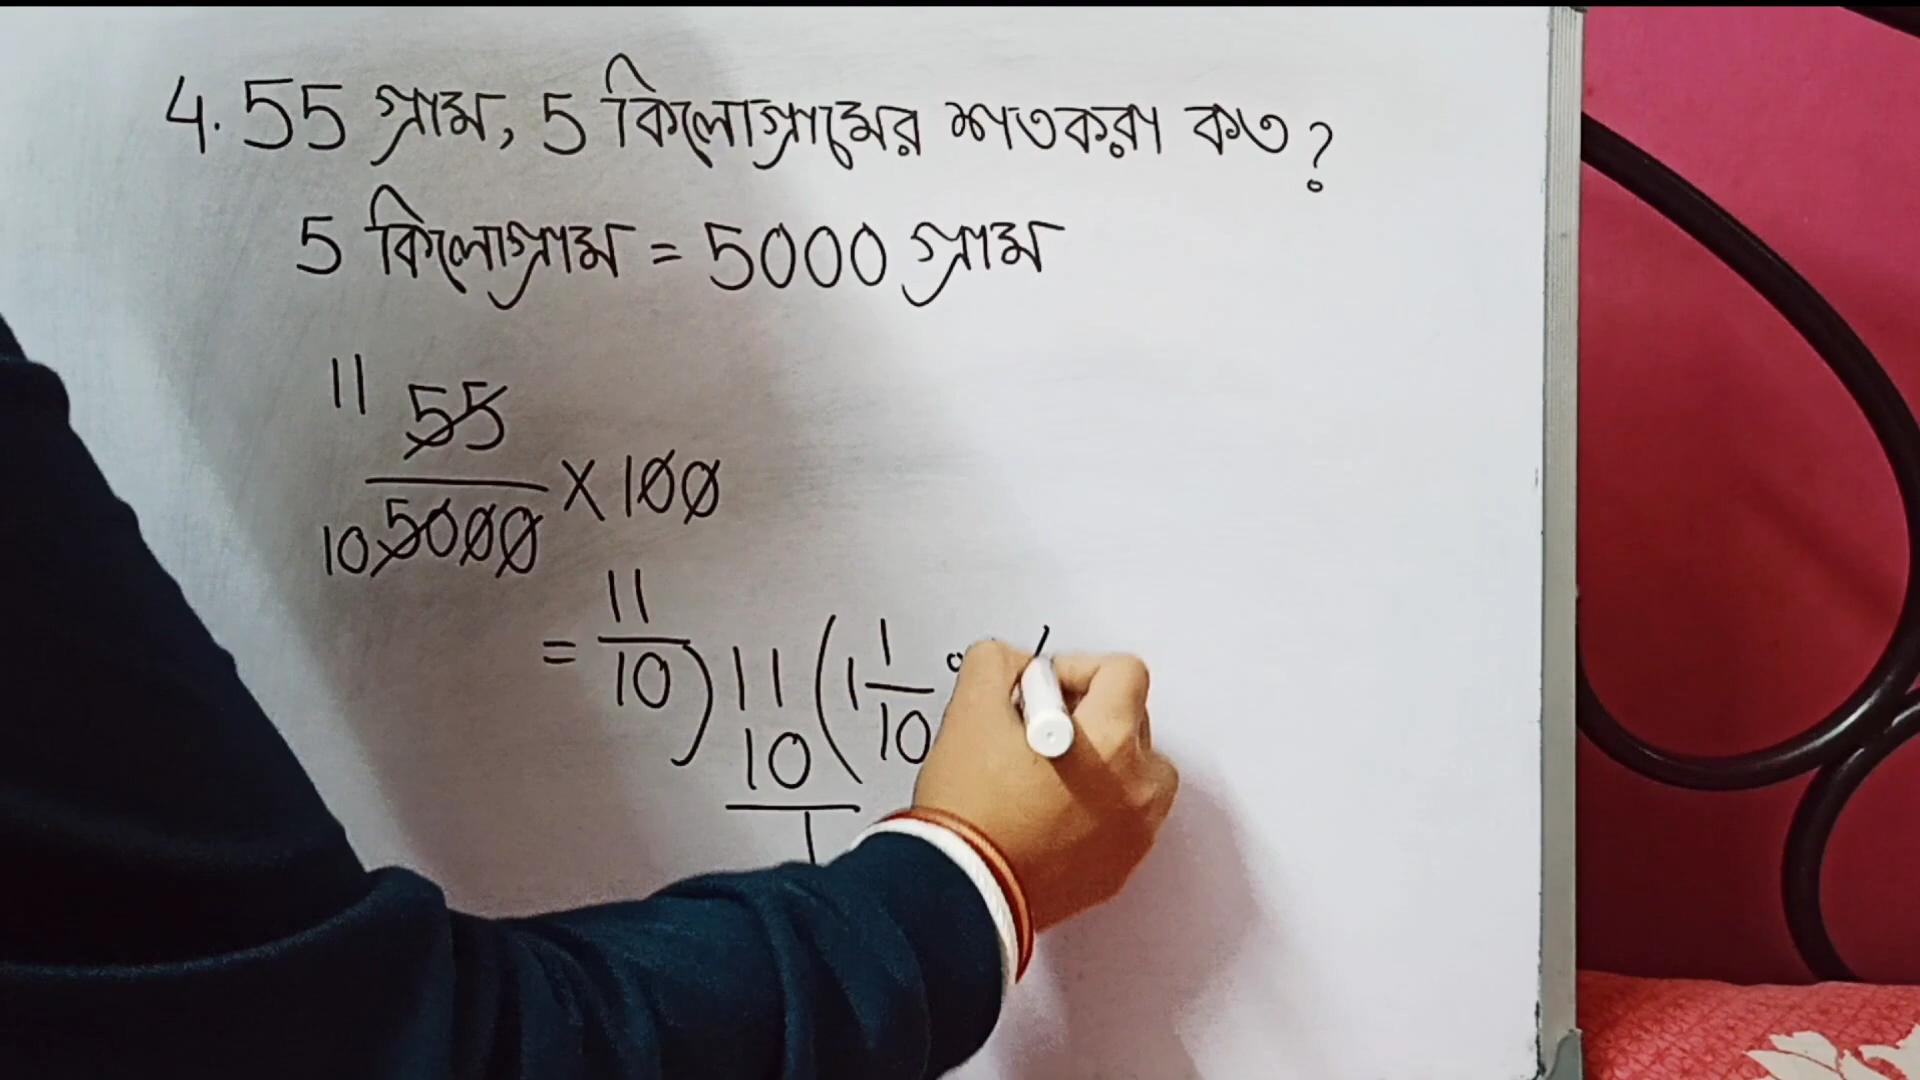 4. 55 গ্রাম, 5 কিলোগ্রামের শতকরা কত?
5 কিলোগ্রাম = 5000 গ্রাম
11 55
10 5000 × 100
= 11/10 ) 11 ( 1 1/10
10
1